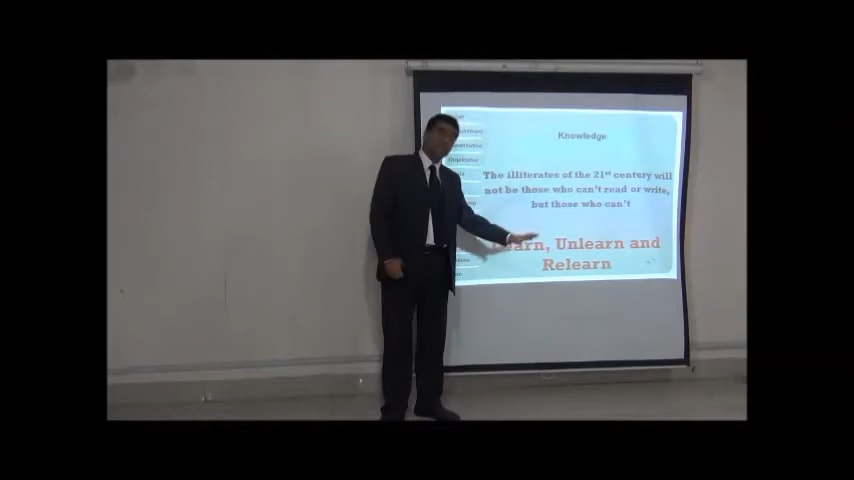 Knowledge
The illiterates of the 21st century will
not be those who can't read or write,
but those who can't
Learn, Unlearn and
Relearn